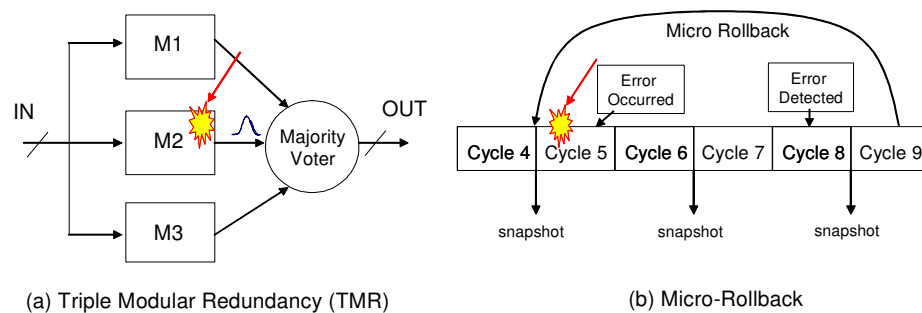 M1
IN
M2
M3
Majority
Voter
OUT
(a) Triple Modular Redundancy (TMR)
Micro Rollback
Error
Occurred
Error
Detected
Cycle 4
Cycle 5
Cycle 6
Cycle 7
Cycle 8
Cycle 9
snapshot
snapshot
snapshot
(b) Micro-Rollback